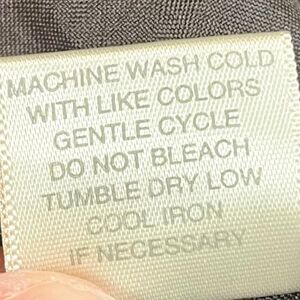 MACHINE WASH COLD
WITH LIKE COLORS
GENTLE CYCLE
DO NOT BLEACH
TUMBLE DRY LOW
COOL IRON
IF NECESSARY